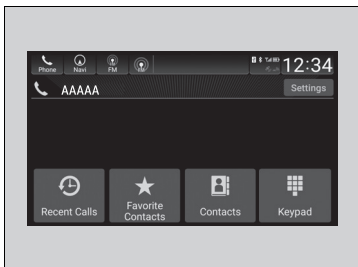 Phone
Navi
FM
12:34
AAAAA
Settings
Recent Calls
Favorite
Contacts
Contacts
Keypad